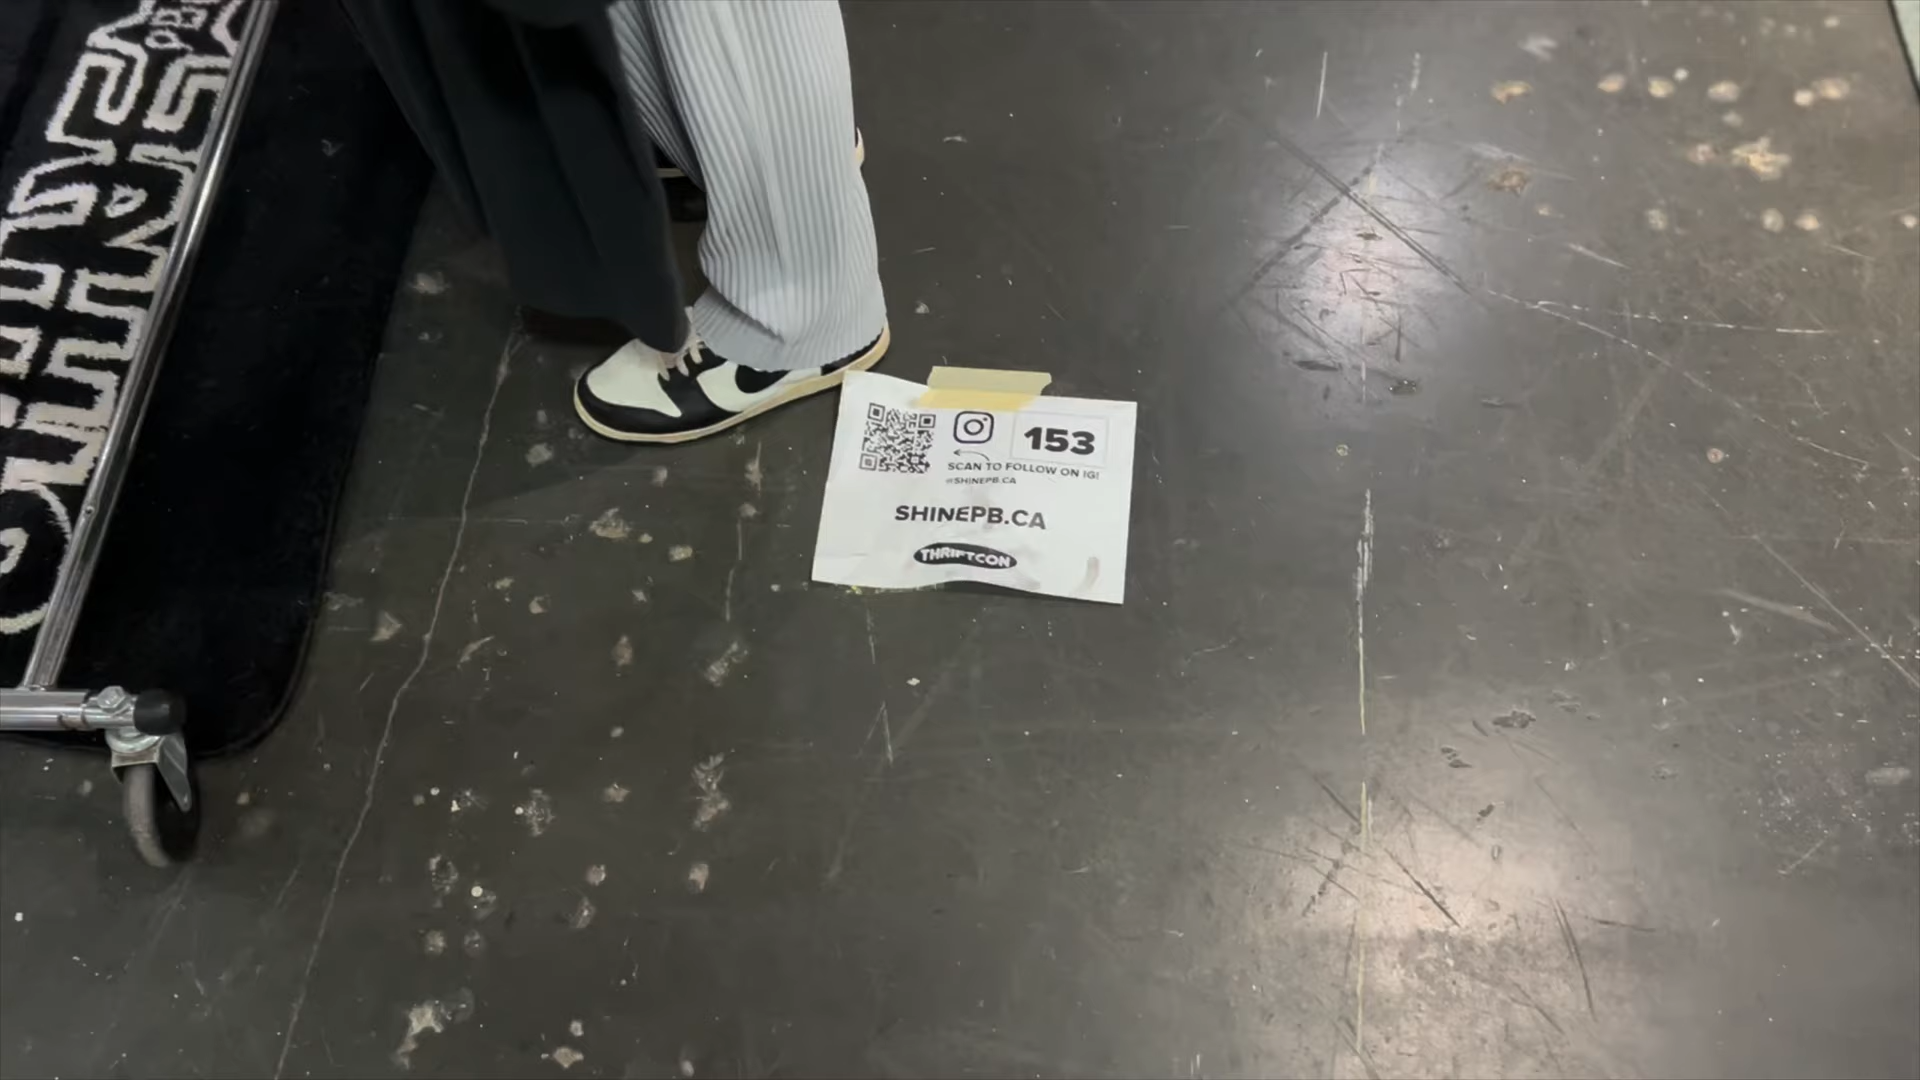 153
SCAN TO FOLLOW ON IG!
@SHINEPB.CA
SHINEPB.CA
THRIFTCON